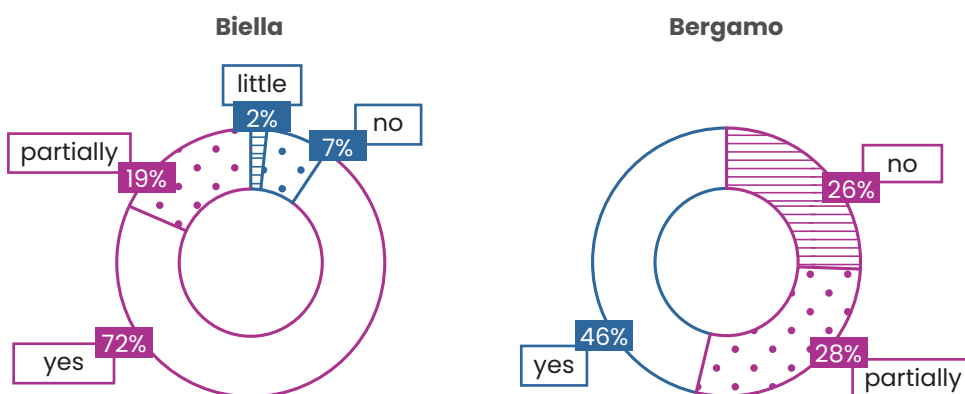 Biella
little
2%
no
7%
partially
19%
72%
yes
Bergamo
no
26%
46%
yes
28%
partially